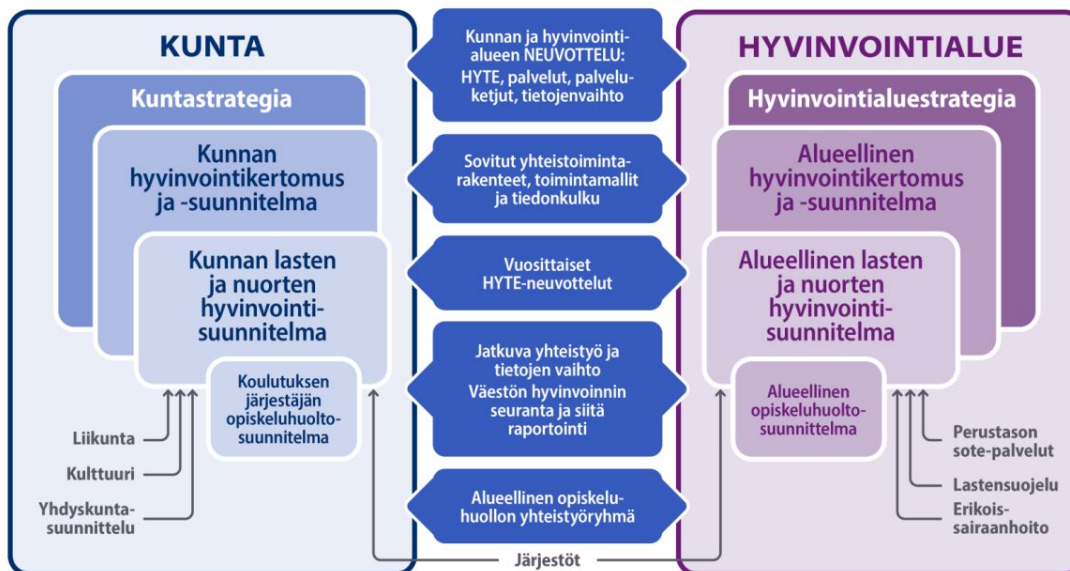 KUNTA
Kuntastrategia
Kunnan
hyvinvointikertomus
ja -suunnitelma
Kunnan lasten
ja nuorten
hyvinvointi-
suunnitelma
Koulutuksen
järjestäjän
opiskeluhuolto-
suunnitelma
Liikunta
Kulttuuri
Yhdyskunta-
suunnittelu
Kunnan ja hyvinvointi-
alueen NEUVOTTELU:
HYTE, palvelut, palvelu-
ketjut, tietojenvaihto
Sovitut yhteistoiminta-
rakenteet, toimintamallit
ja tiedonkulku
Vuosittaiset
HYTE-neuvottelut
Jatkuva yhteistyö ja
tietojen vaihto
Väestön hyvinvoinnin
seuranta ja siitä
raportointi
Alueellinen opiskelu-
huollon yhteistyöryhmä
Järjestöt
HYVINVOINTIALUE
Hyvinvointialuestrategia
Alueellinen
hyvinvointikertomus
ja -suunnitelma
Alueellinen lasten
ja nuorten
hyvinvointi-
suunnitelma
Alueellinen
opiskeluhuolto-
suunnittelma
Perustason
sote-palvelut
Lastensuojelu
Erikois-
sairaanhoito